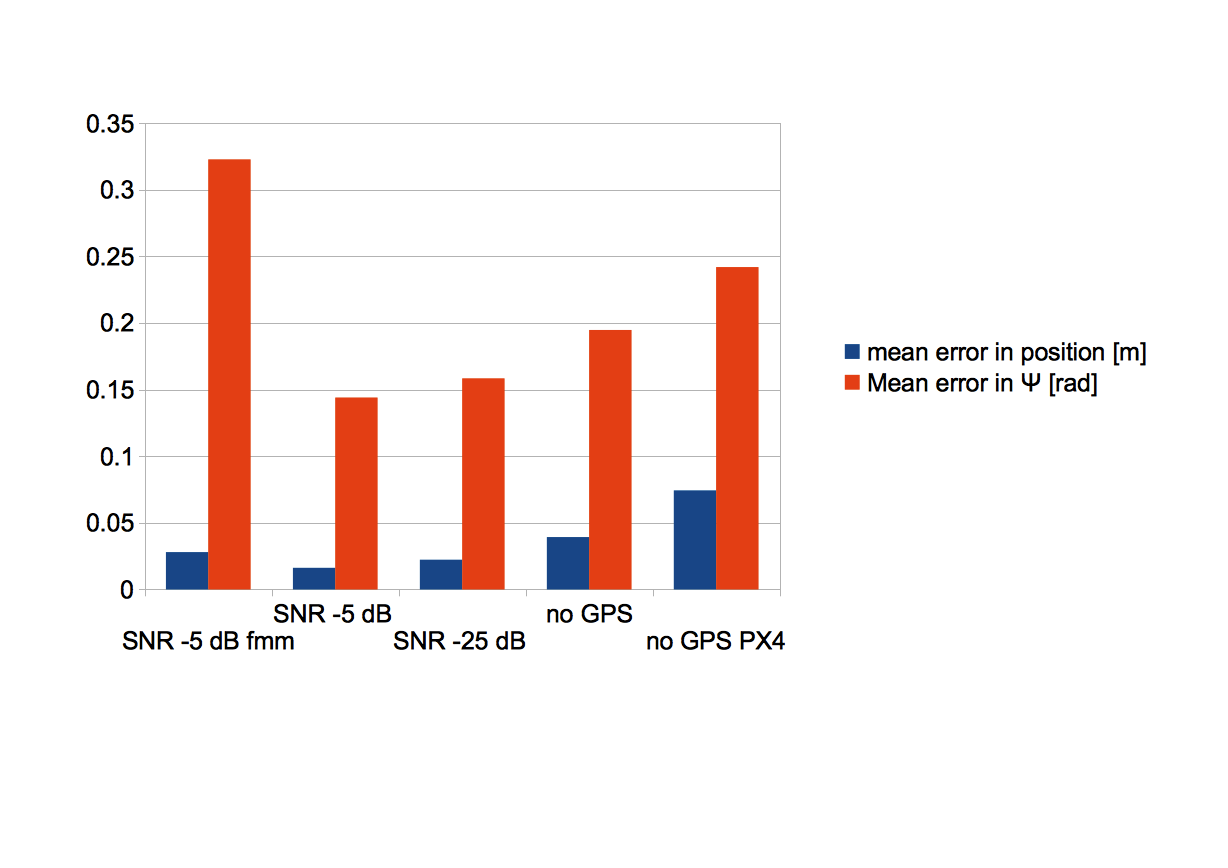 0.35
0.3
0.25
0.2
0.15
0.1
0.05
0
SNR -5 dB fmm
SNR -5 dB
SNR -25 dB
no GPS
no GPS PX4
mean error in position [m]
Mean error in Ψ [rad]